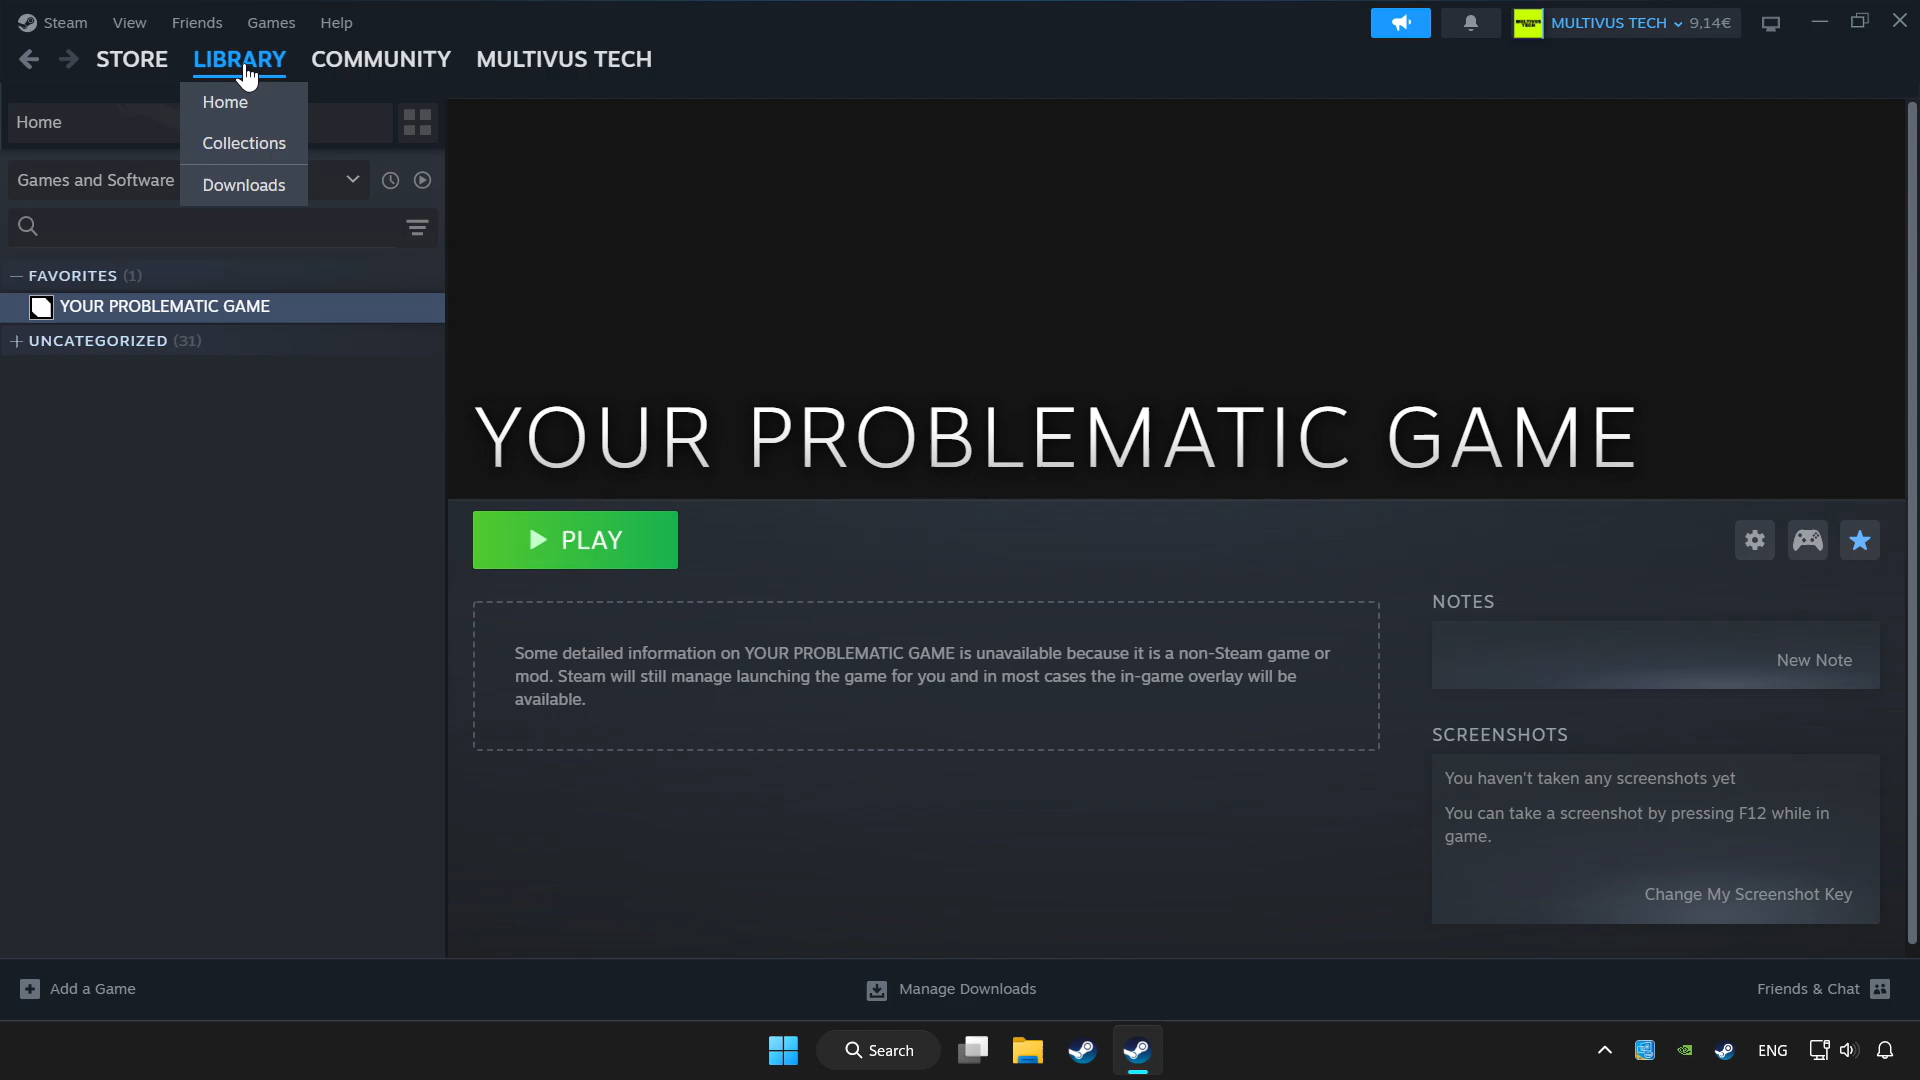 Steam View Friends Games Help
MULTIVUS TECH 9,14€
STORE LIBRARY COMMUNITY MULTIVUS TECH
Home
Collections
Downloads
Home
Games and Software
FAVORITES (1)
YOUR PROBLEMATIC GAME
UNCATEGORIZED (31)
YOUR PROBLEMATIC GAME
PLAY
Some detailed information on YOUR PROBLEMATIC GAME is unavailable because it is a non-Steam game or
mod. Steam will still manage launching the game for you and in most cases the in-game overlay will be
available.
NOTES
New Note
SCREENSHOTS
You haven't taken any screenshots yet
You can take a screenshot by pressing F12 while in
game.
Change My Screenshot Key
Add a Game
Manage Downloads
Friends & Chat
Search
ENG